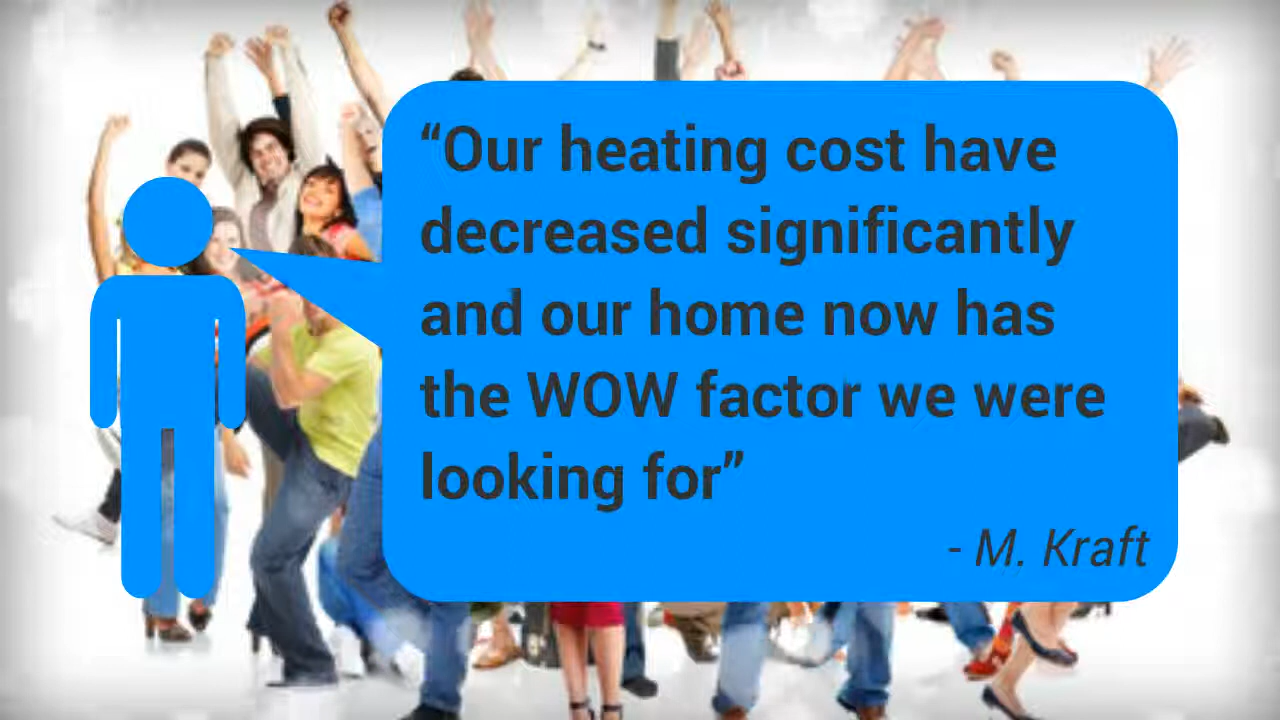 “Our heating cost have
decreased significantly
and our home now has
the WOW factor we were
looking for”
- M. Kraft